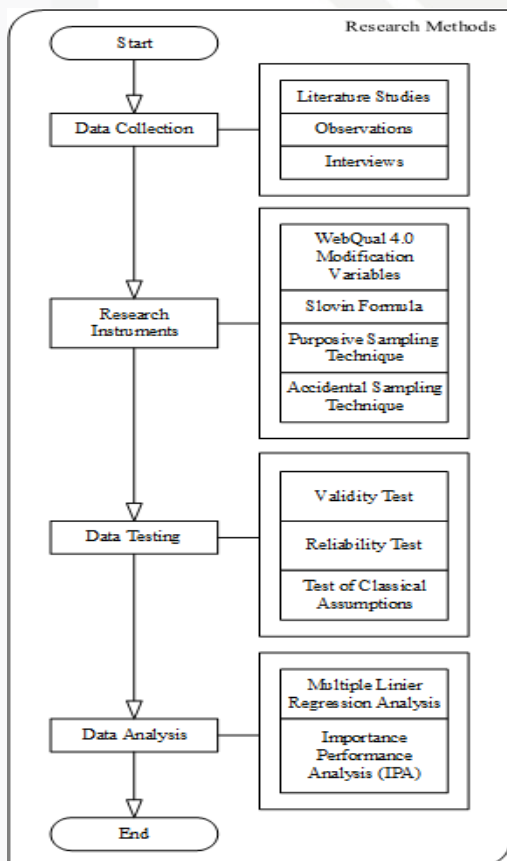 Research Methods
Start
Data Collection
Literature Studies
Observations
Interviews
Research
Instruments
WebQual 4.0
Modification
Variables
Slovin Formula
Purposive Sampling
Technique
Accidental Sampling
Technique
Data Testing
Validity Test
Reliability Test
Test of Classical
Assumptions
Data Analysis
Multiple Linier
Regression Analysis
Importance
Performance
Analysis (IPA)
End